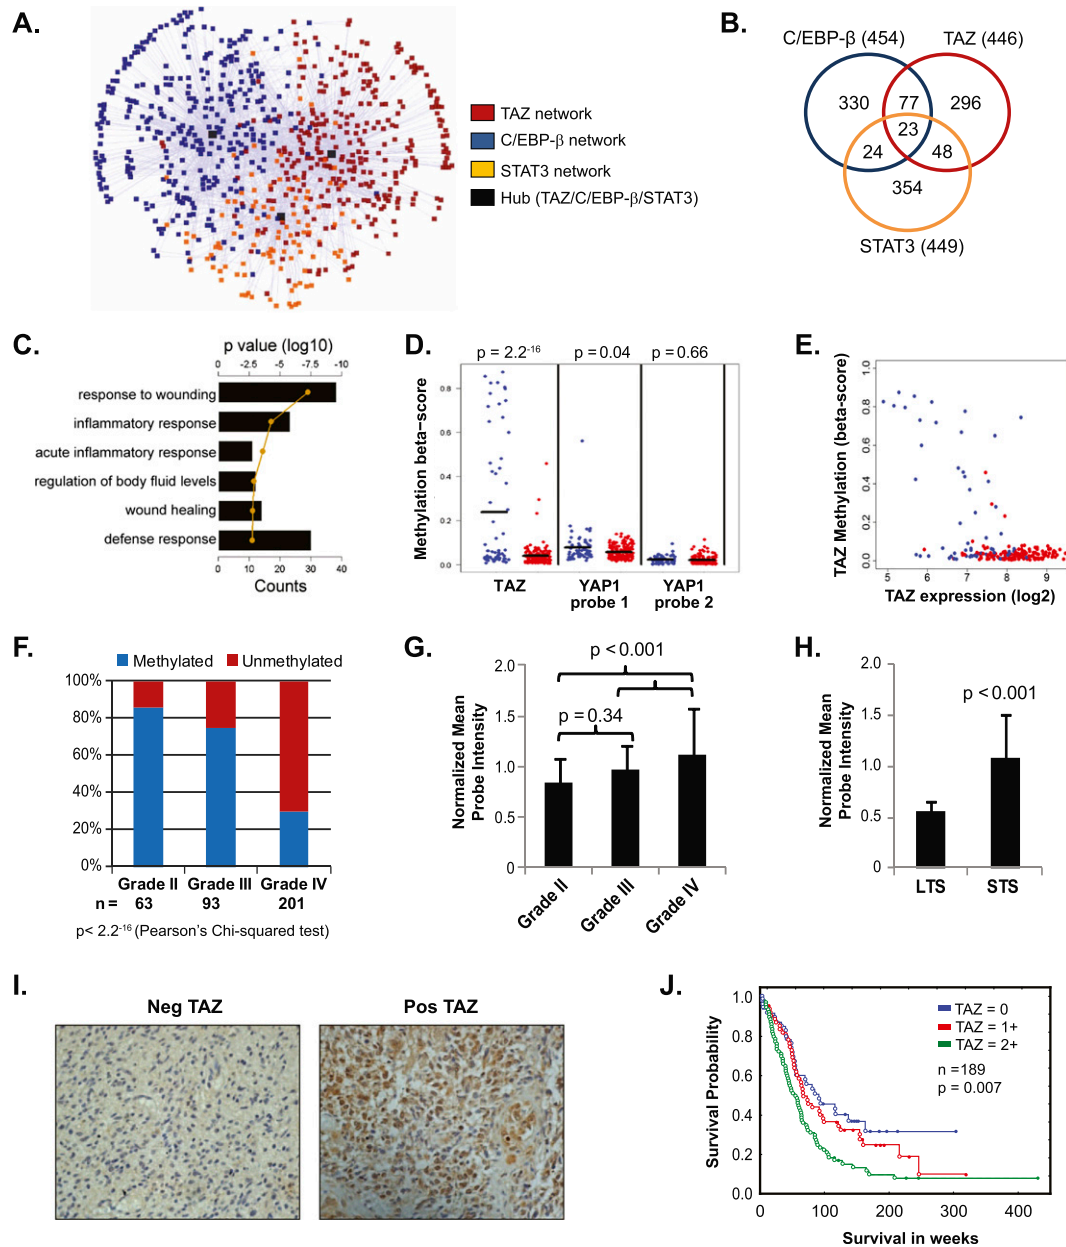 A.
TAZ network
C/EBP-β network
STAT3 network
Hub (TAZ/C/EBP-β/STAT3)
B.
C/EBP-β (454)
TAZ (446)
330
77
296
23
24
48
354
STAT3 (449)
C.
p value (log10)
0 -2.5 -5 -7.5 -10
response to wounding
inflammatory response
acute inflammatory response
regulation of body fluid levels
wound healing
defense response
0 10 20 30 40
Counts
D.
p = 2.2-16
p = 0.04
p = 0.66
Methylation beta-score
0.8
0.6
0.4
0.2
0.0
TAZ
YAP1 probe 1
YAP1 probe 2
E.
TAZ Methylation (beta-score)
1.0
0.8
0.6
0.4
0.2
0.0
5 6 7 8 9
TAZ expression (log2)
F.
Methylated
Unmethylated
100%
80%
60%
40%
20%
0%
Grade II Grade III Grade IV
n = 63 93 201
p< 2.2-16 (Pearson's Chi-squared test)
G.
p < 0.001
p = 0.34
Normalized Mean Probe Intensity
2.0
1.5
1.0
0.5
0
Grade II
Grade III
Grade IV
H.
p < 0.001
Normalized Mean Probe Intensity
2.0
1.5
1.0
0.5
0
LTS
STS
I.
Neg TAZ
Pos TAZ
J.
Survival Probability
1.0
0.8
0.6
0.4
0.2
0.0
TAZ = 0
TAZ = 1+
TAZ = 2+
n =189
p = 0.007
0 100 200 300 400
Survival in weeks